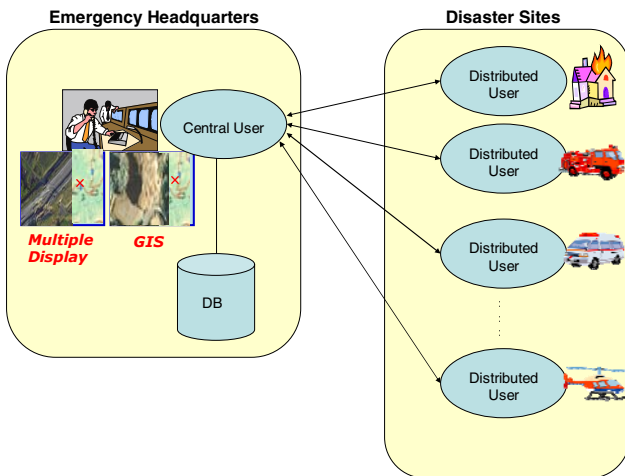 Emergency Headquarters
Central User
Multiple
Display
GIS
DB
Disaster Sites
Distributed
User
Distributed
User
Distributed
User
Distributed
User